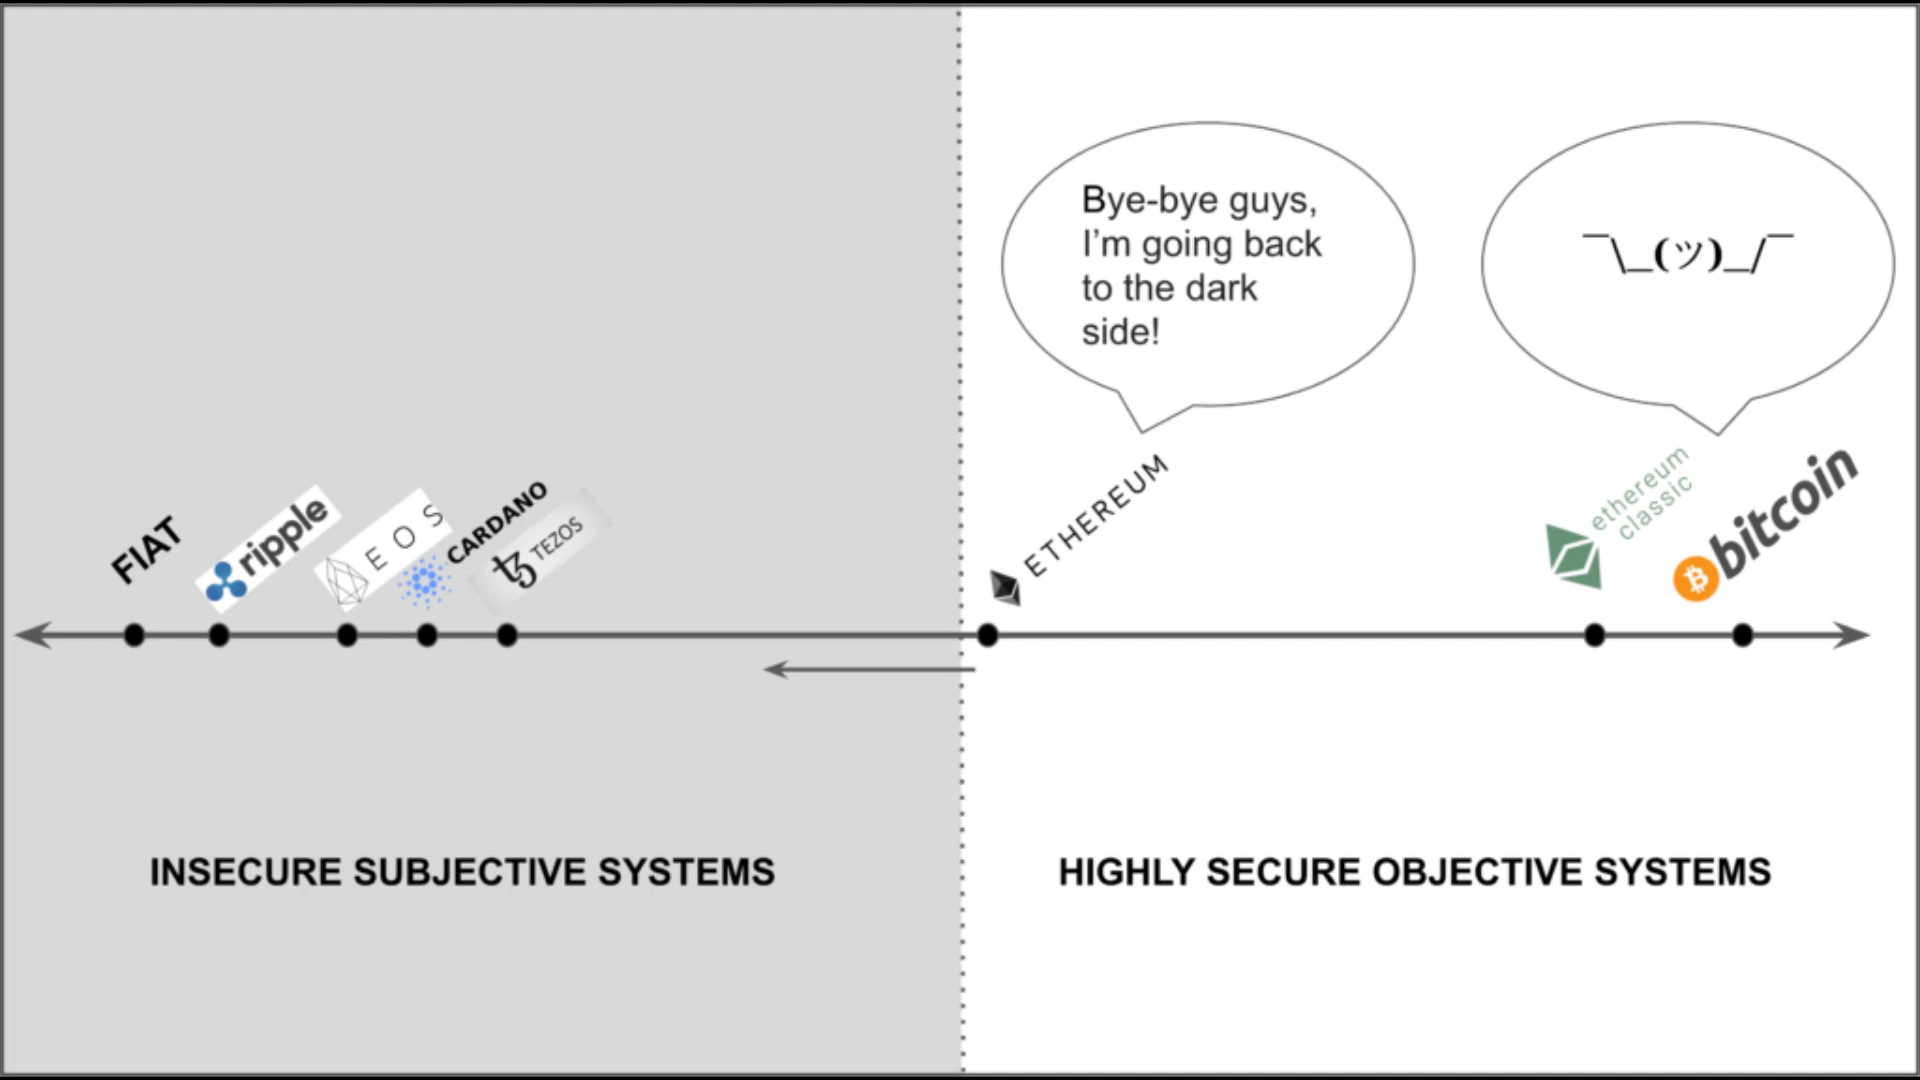 Bye-bye guys,
I'm going back
to the dark
side!
¯\_(ツ)_/¯
FIAT
ripple
EOS
CARDANO
TEZOS
ETHEREUM
ethereum
classic
bitcoin
INSECURE SUBJECTIVE SYSTEMS
HIGHLY SECURE OBJECTIVE SYSTEMS